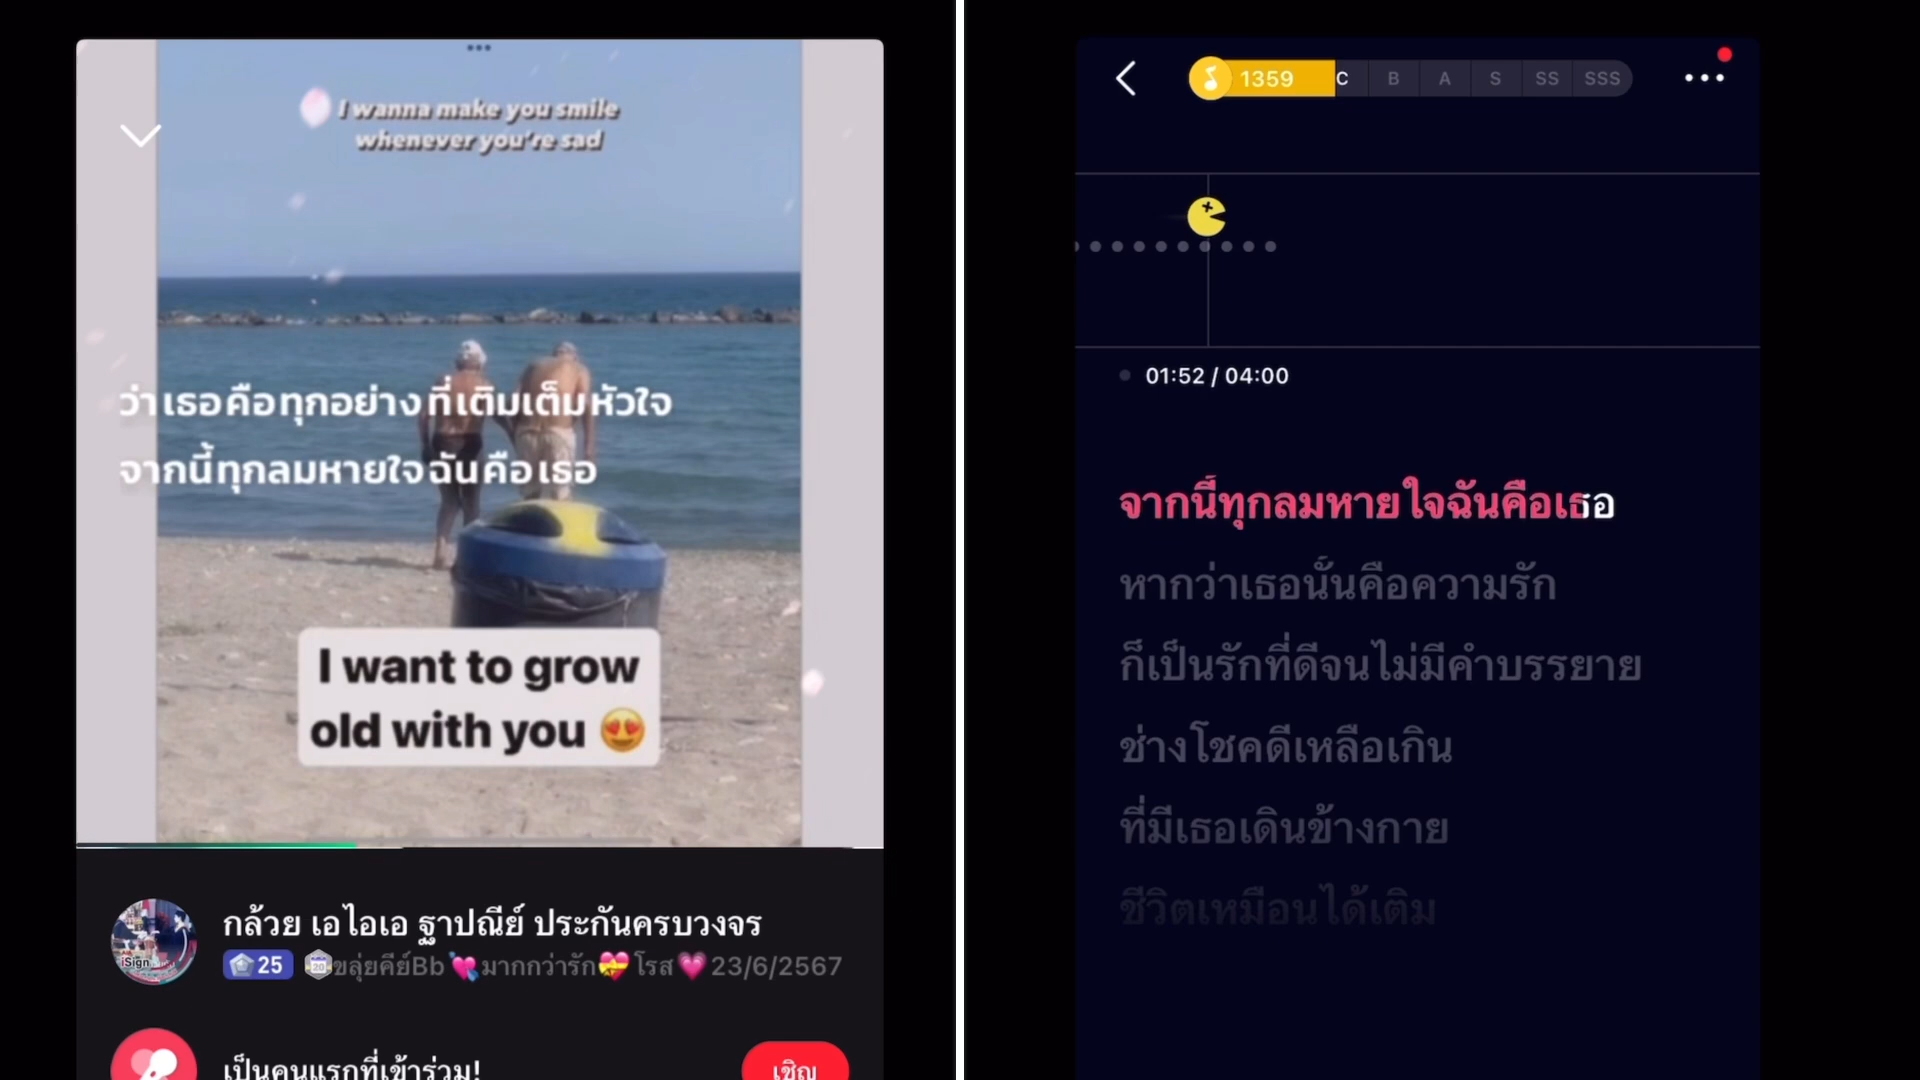 I wanna make you smile
whenever you're sad
ว่าเธอคือทุกอย่างที่เติมเต็มหัวใจ
จากนี้ทุกลมหายใจฉันคือเธอ
I want to grow
old with you 😍
กล้วย เอไอเอ ฐาปณีย์ ประกันครบวงจร
iSign
25
20
ขลุ่ยคีย์Bb💘มากกว่ารัก💝โรส💗23/6/2567
เป็นคนแรกที่เข้าร่วม!
เชิญ
1359 C B A S SS SSS
01:52 / 04:00
จากนี้ทุกลมหายใจฉันคือเธอ
หากว่าเธอนั้นคือความรัก
ก็เป็นรักที่ดีจนไม่มีคำบรรยาย
ช่างโชคดีเหลือเกิน
ที่มีเธอเดินข้างกาย
ชีวิตเหมือนได้เติม